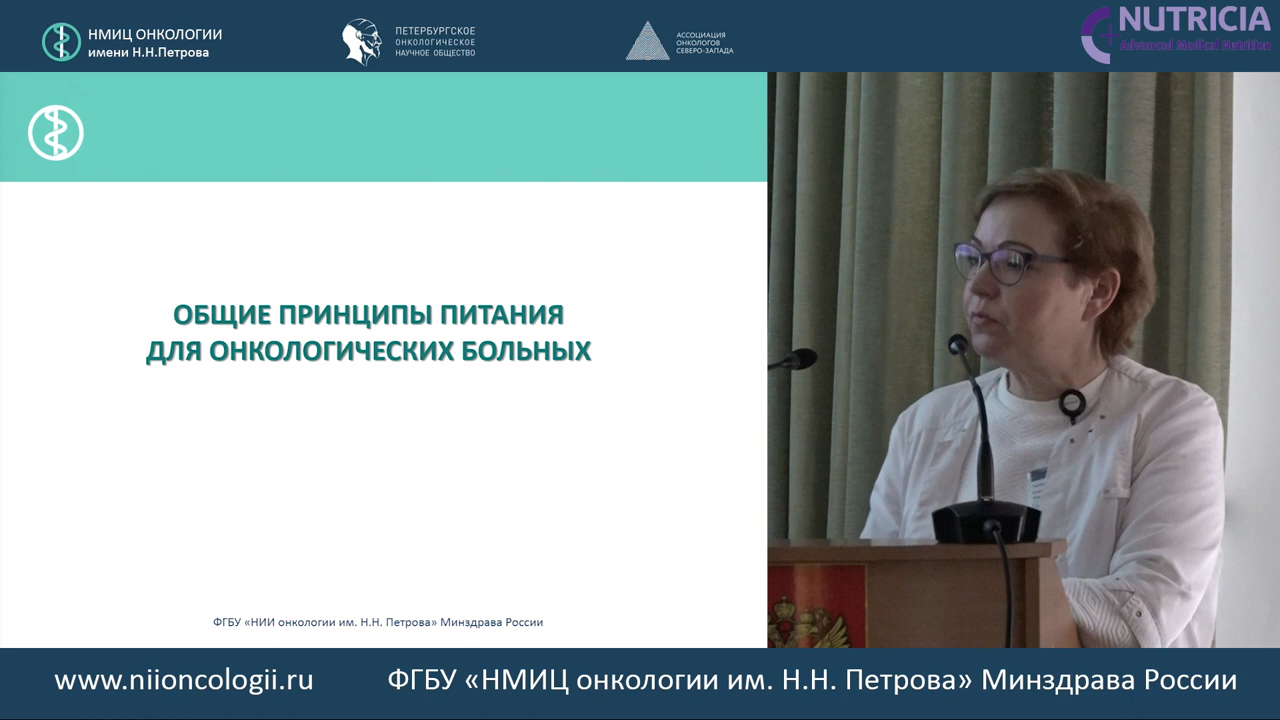 НМИЦ ОНКОЛОГИИ
имени Н.Н.Петрова
ПЕТЕРБУРГСКОЕ
ОНКОЛОГИЧЕСКОЕ
НАУЧНОЕ ОБЩЕСТВО
АССОЦИАЦИЯ
ОНКОЛОГОВ
СЕВЕРО-ЗАПАДА
NUTRICIA
Advanced Medical Nutrition
ОБЩИЕ ПРИНЦИПЫ ПИТАНИЯ
ДЛЯ ОНКОЛОГИЧЕСКИХ БОЛЬНЫХ
ФГБУ «НИИ онкологии им. Н.Н. Петрова» Минздрава России
www.niioncologii.ru
ФГБУ «НМИЦ онкологии им. Н.Н. Петрова» Минздрава России